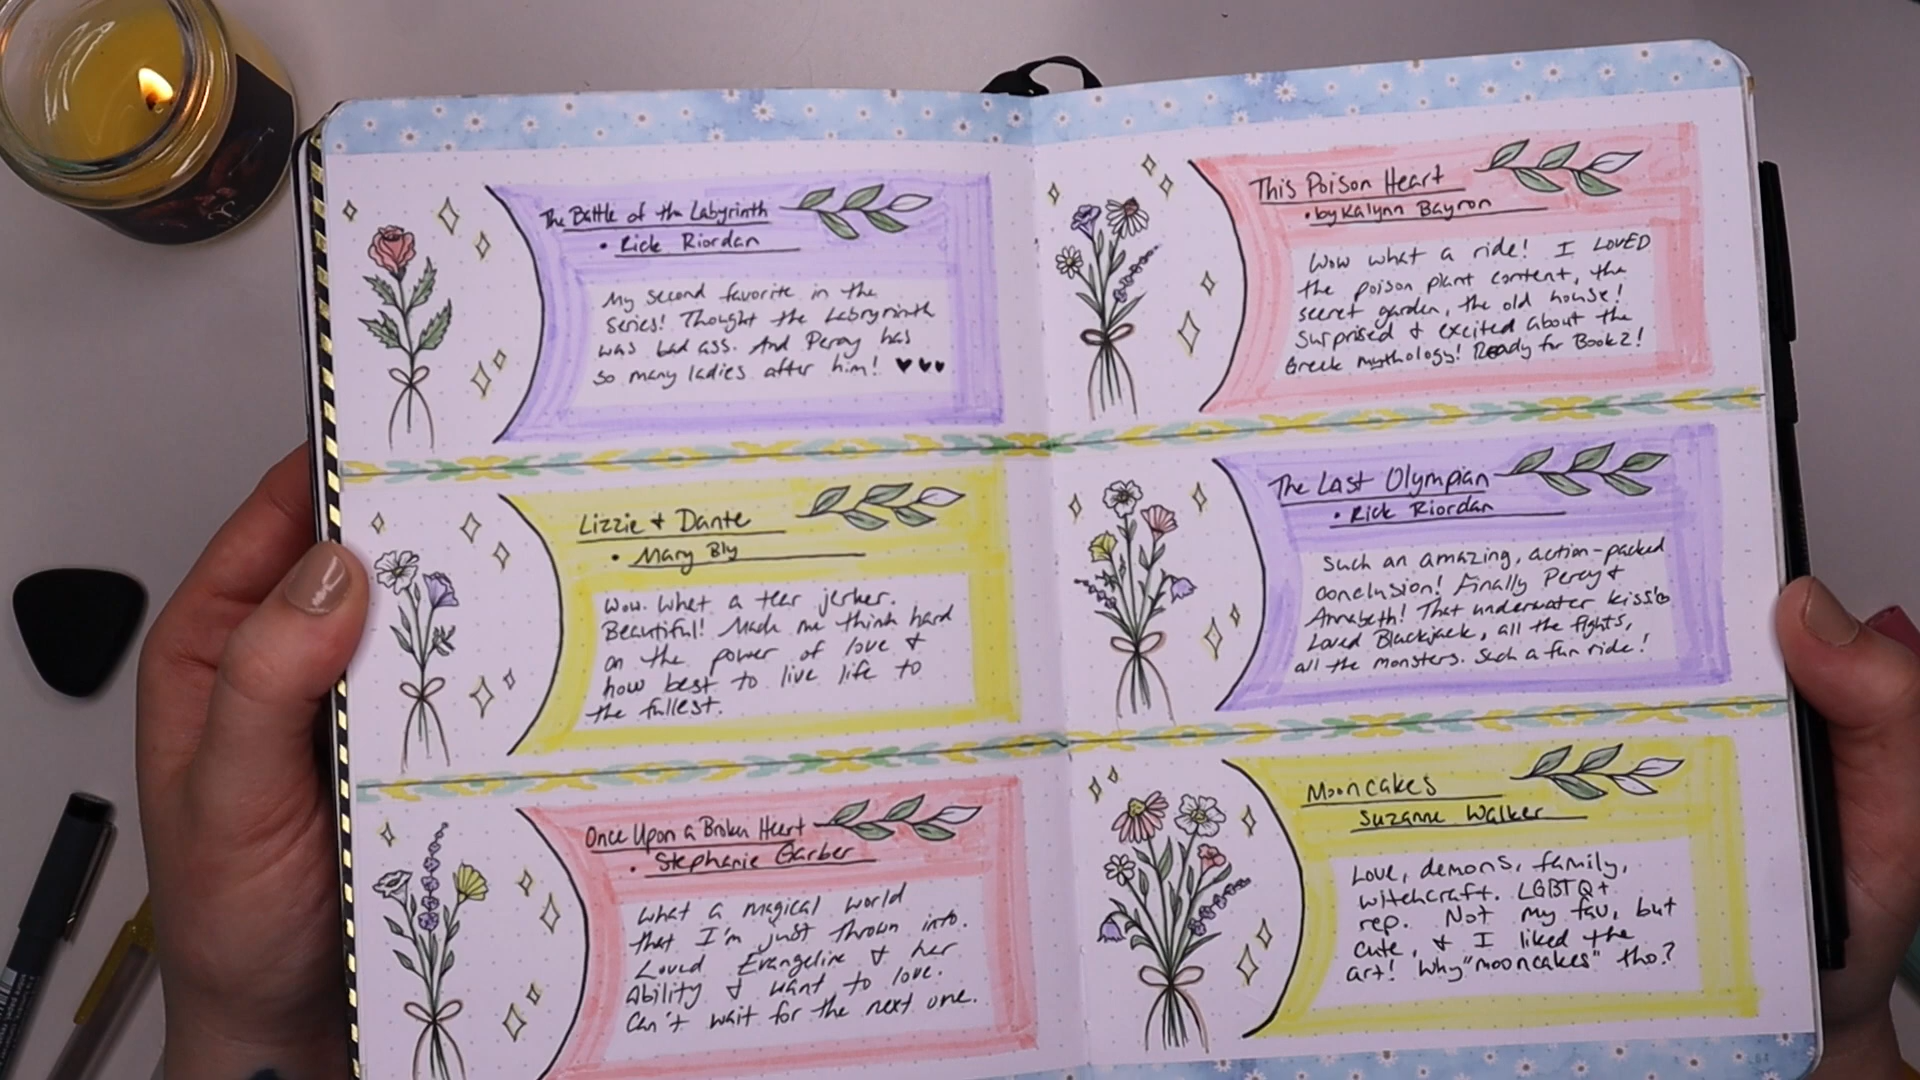 The Battle of the Labyrinth
• Rick Riordan
My second favorite in the
series! Thought the Labryrinth
was bad ass. And Percy has
so many ladies after him! ♥♥♥
Lizzie & Dante
• Mary Bly
Wow. What a tear jerker.
Beautiful! Made me think hard
on the power of love &
how best to live life to
the fullest.
Once Upon a Broken Heart
• Stephanie Garber
What a magical world
that I'm just thrown into.
Loved Evangeline & her
ability & want to love.
Can't wait for the next one.
This Poison Heart
• by Kalynn Bayron
Wow what a ride! I LOVED
the poison plant content, the
secret garden, the old house!
Surprised & excited about the
Greek mythology! Ready for Book 2!
The Last Olympian
• Rick Riordan
Such an amazing, action-packed
conclusion! Finally Percy &
Annabeth! That underwater kiss!
Loved Blackjack, all the fights,
all the monsters. Such a fun ride!
Mooncakes
Suzanne Walker
Love, demons, family,
witchcraft. LGBTQ+
rep. Not my fav, but
cute, & I liked the
art! Why "mooncakes" tho?